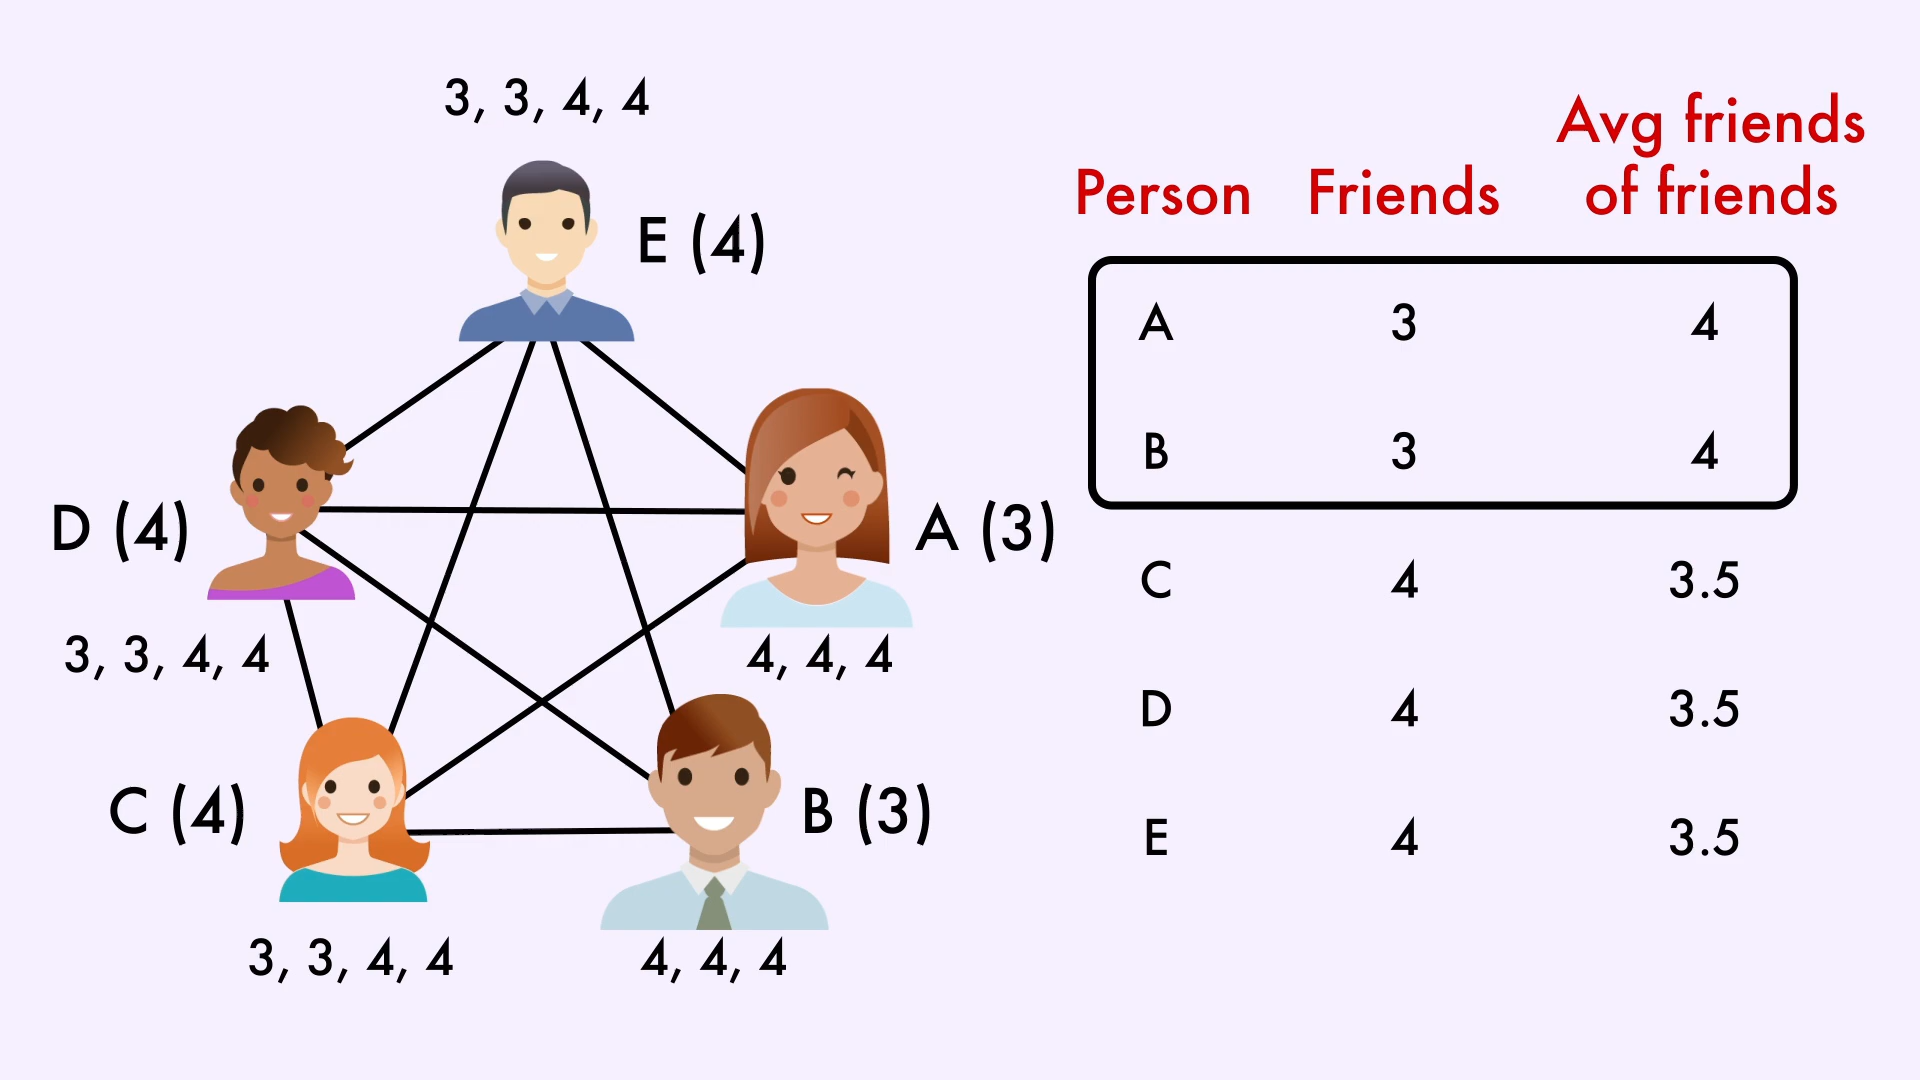 3, 3, 4, 4
E (4)
D (4)
3, 3, 4, 4
A (3)
4, 4, 4
C (4)
3, 3, 4, 4
B (3)
4, 4, 4
Person Friends Avg friends
of friends
A 3 4
B 3 4
C 4 3.5
D 4 3.5
E 4 3.5